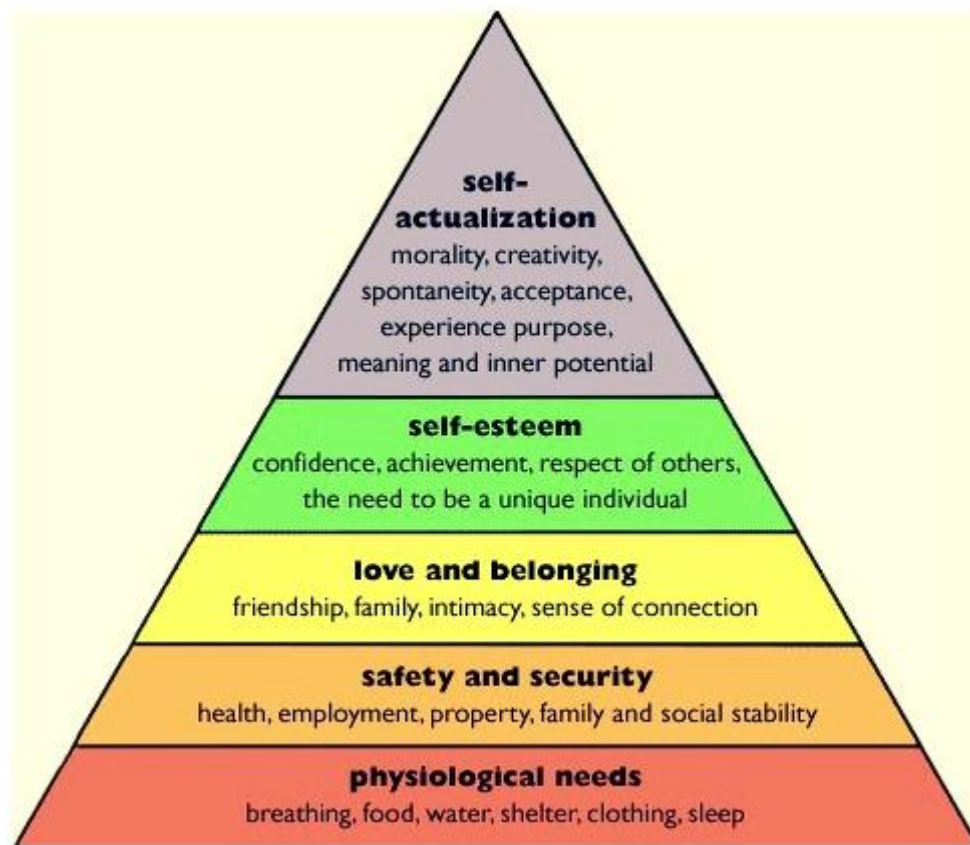 self-
actualization
morality, creativity,
spontaneity, acceptance,
experience purpose,
meaning and inner potential
self-esteem
confidence, achievement, respect of others,
the need to be a unique individual
love and belonging
friendship, family, intimacy, sense of connection
safety and security
health, employment, property, family and social stability
physiological needs
breathing, food, water, shelter, clothing, sleep